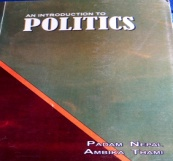 AN INTRODUCTION TO
POLITICS
PADAM NEPAL
AMBIKA THAMI